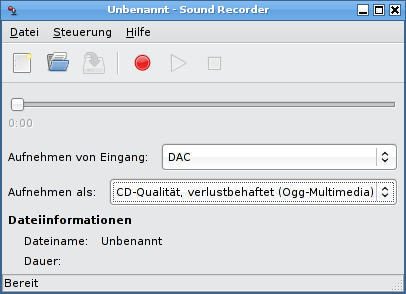 Unbenannt - Sound Recorder
Datei Steuerung Hilfe
0:00
Aufnehmen von Eingang: DAC
Aufnehmen als: CD-Qualität, verlustbehaftet (Ogg-Multimedia)
Dateiinformationen
Dateiname: Unbenannt
Dauer:
Bereit